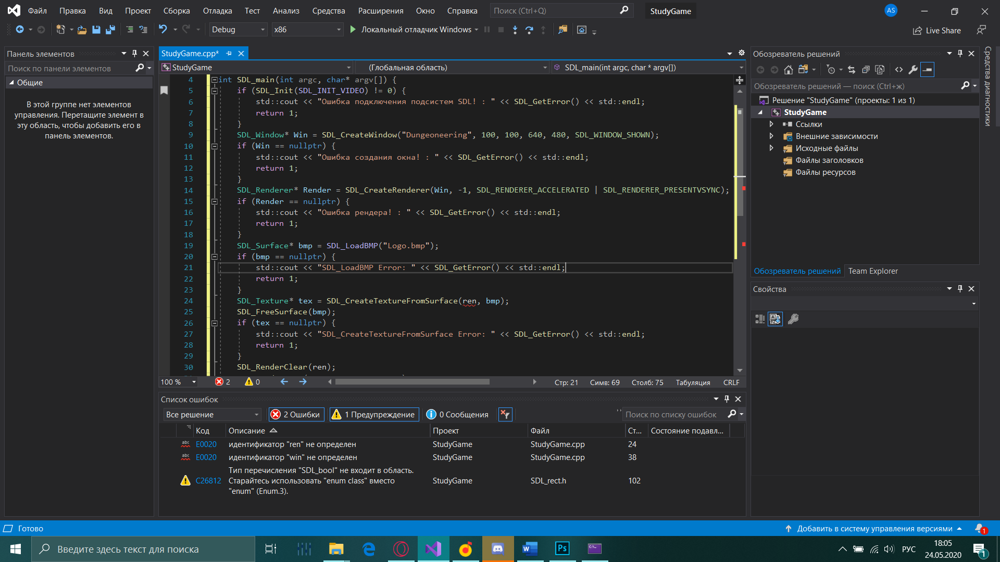 Файл Правка Вид Проект Сборка Отладка Тест Анализ Средства Расширения Окно Справка Поиск (Ctrl+Q) StudyGame AS
Debug x86 Локальный отладчик Windows Live Share
Панель элементов
Поиск по панели элементов
Общие
В этой группе нет элементов
управления. Перетащите элемент в
эту область, чтобы добавить его в
панель элементов.
StudyGame.cpp*
StudyGame (Глобальная область) SDL_main(int argc, char * argv[])
4 int SDL_main(int argc, char* argv[]) {
5 if (SDL_Init(SDL_INIT_VIDEO) != 0) {
6 std::cout << "Ошибка подключения подсистем SDL! : " << SDL_GetError() << std::endl;
7 return 1;
8 }
9 SDL_Window* Win = SDL_CreateWindow("Dungeoneering", 100, 100, 640, 480, SDL_WINDOW_SHOWN);
10 if (Win == nullptr) {
11 std::cout << "Ошибка создания окна! : " << SDL_GetError() << std::endl;
12 return 1;
13 }
14 SDL_Renderer* Render = SDL_CreateRenderer(Win, -1, SDL_RENDERER_ACCELERATED | SDL_RENDERER_PRESENTVSYNC);
15 if (Render == nullptr) {
16 std::cout << "Ошибка рендера! : " << SDL_GetError() << std::endl;
17 return 1;
18 }
19 SDL_Surface* bmp = SDL_LoadBMP("Logo.bmp");
20 if (bmp == nullptr) {
21 std::cout << "SDL_LoadBMP Error: " << SDL_GetError() << std::endl;
22 return 1;
23 }
24 SDL_Texture* tex = SDL_CreateTextureFromSurface(ren, bmp);
25 SDL_FreeSurface(bmp);
26 if (tex == nullptr) {
27 std::cout << "SDL_CreateTextureFromSurface Error: " << SDL_GetError() << std::endl;
28 return 1;
29 }
30 SDL_RenderClear(ren);
100 % 2 0 Стр: 21 Симв: 69 Столб: 75 Табуляция CRLF
Список ошибок
Все решение 2 Ошибки 1 Предупреждение 0 Сообщения Поиск по списку ошибок
Код Описание Проект Файл Ст... Состояние подавл...
abc E0020 идентификатор "ren" не определен StudyGame StudyGame.cpp 24
abc E0020 идентификатор "win" не определен StudyGame StudyGame.cpp 38
C26812 Тип перечисления "SDL_bool" не входит в область.
Старайтесь использовать "enum class" вместо
"enum" (Enum.3). StudyGame SDL_rect.h 102
Обозреватель решений
Обозреватель решений — поиск (Ctrl+ж)
Решение "StudyGame" (проекты: 1 из 1)
StudyGame
Ссылки
Внешние зависимости
Исходные файлы
Файлы заголовков
Файлы ресурсов
Обозреватель решений Team Explorer
Свойства
Средства диагностики
Готово Добавить в систему управления версиями 1
Введите здесь текст для поиска
Ps
РУС
18:05
24.05.2020
1